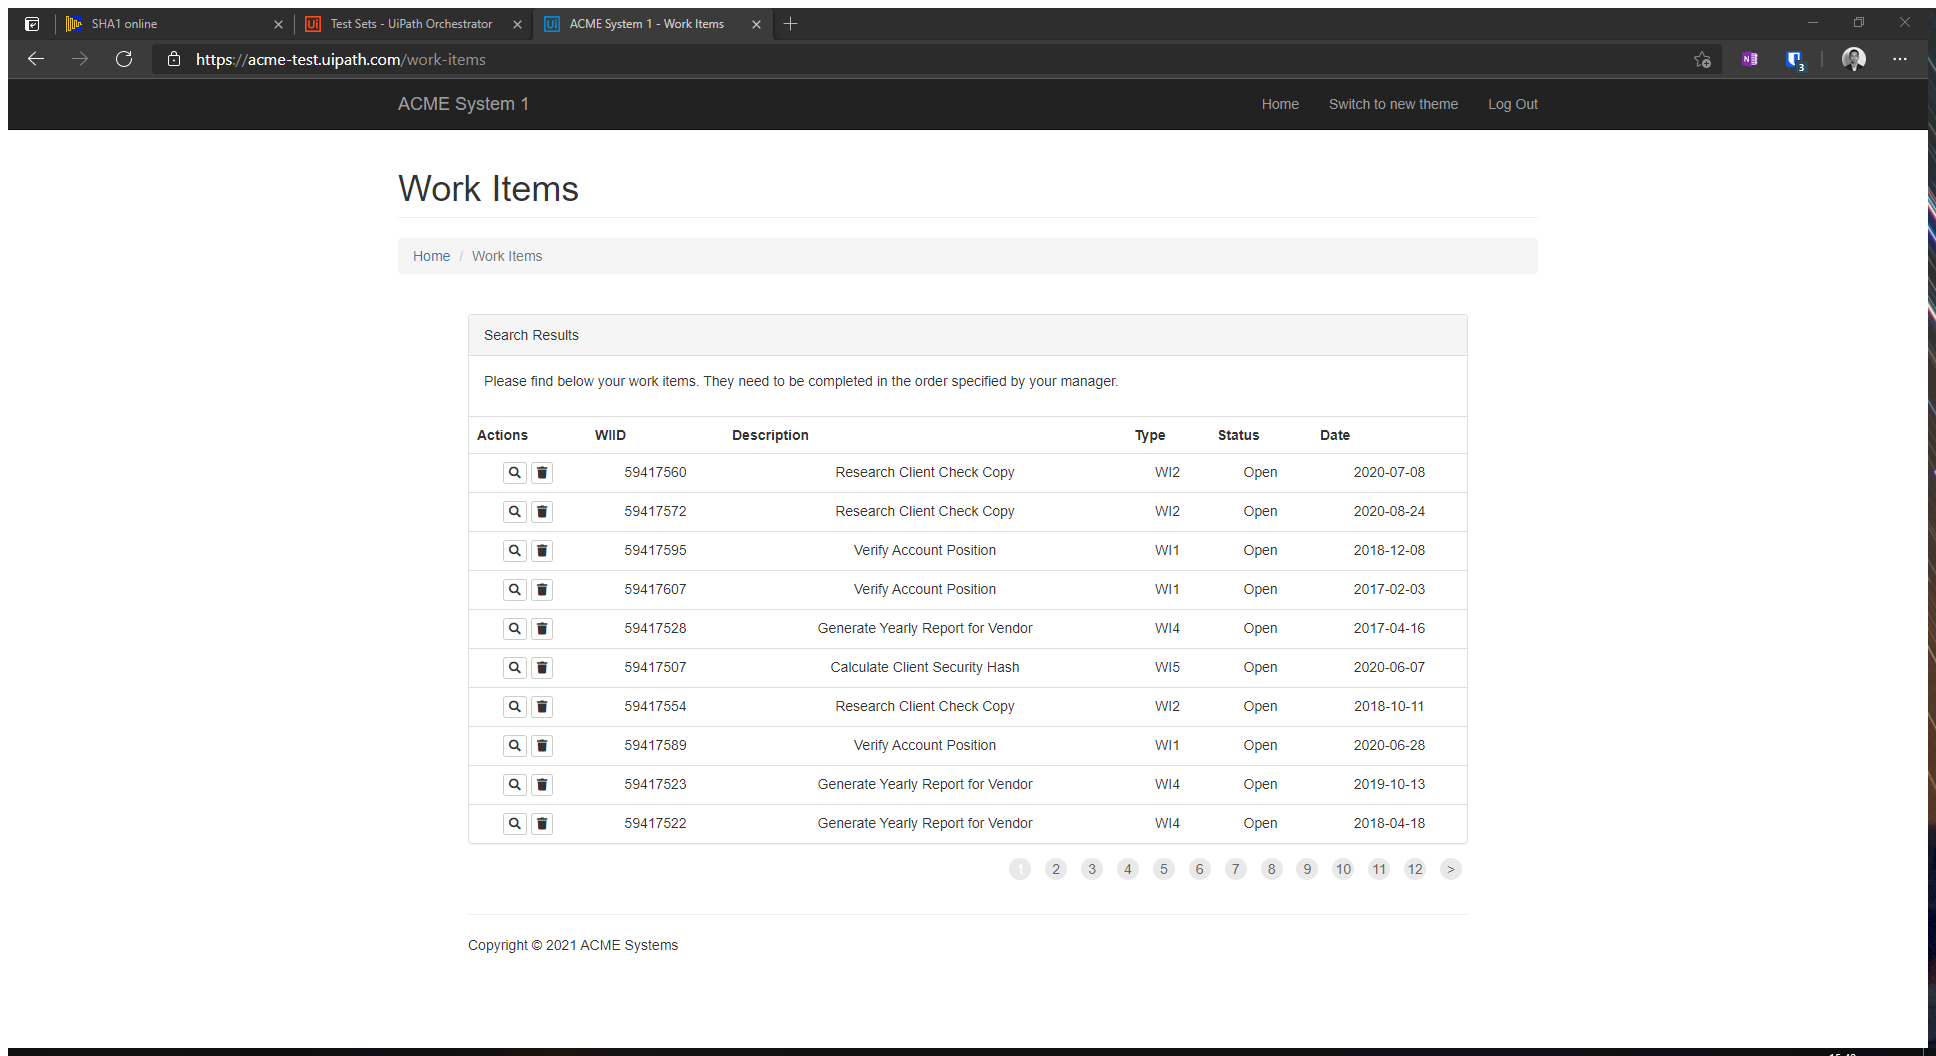 SHA1 online
Test Sets - UiPath Orchestrator
ACME System 1 - Work Items
https://acme-test.uipath.com/work-items
N
3
ACME System 1
Home Switch to new theme Log Out
Work Items
Home / Work Items
Search Results
Please find below your work items. They need to be completed in the order specified by your manager.
Actions WIID Description Type Status Date
59417560 Research Client Check Copy WI2 Open 2020-07-08
59417572 Research Client Check Copy WI2 Open 2020-08-24
59417595 Verify Account Position WI1 Open 2018-12-08
59417607 Verify Account Position WI1 Open 2017-02-03
59417528 Generate Yearly Report for Vendor WI4 Open 2017-04-16
59417507 Calculate Client Security Hash WI5 Open 2020-06-07
59417554 Research Client Check Copy WI2 Open 2018-10-11
59417589 Verify Account Position WI1 Open 2020-06-28
59417523 Generate Yearly Report for Vendor WI4 Open 2019-10-13
59417522 Generate Yearly Report for Vendor WI4 Open 2018-04-18
1 2 3 4 5 6 7 8 9 10 11 12 >
Copyright © 2021 ACME Systems